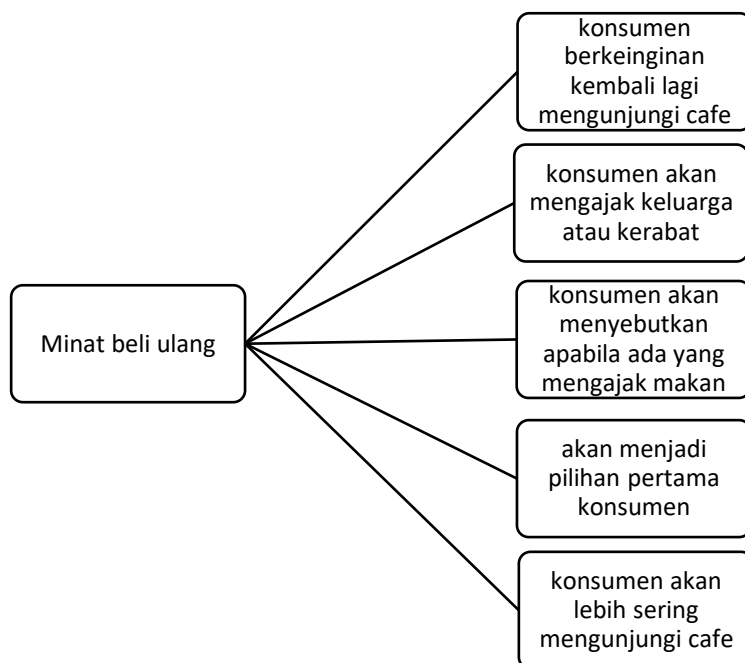 konsumen
berkeinginan
kembali lagi
mengunjungi cafe
konsumen akan
mengajak keluarga
atau kerabat
Minat beli ulang
konsumen akan
menyebutkan
apabila ada yang
mengajak makan
akan menjadi
pilihan pertama
konsumen
konsumen akan
lebih sering
mengunjungi cafe